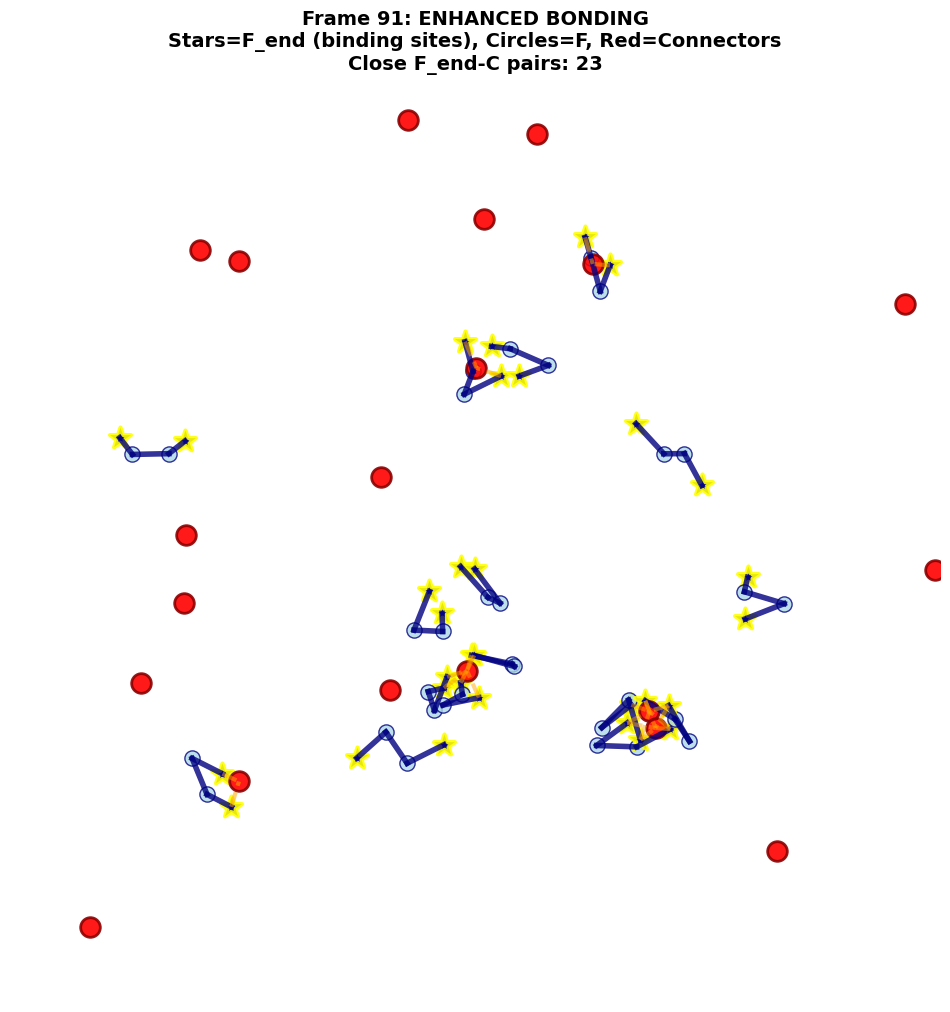 Frame 91: ENHANCED BONDING
Stars=F_end (binding sites), Circles=F, Red=Connectors
Close F_end-C pairs: 23